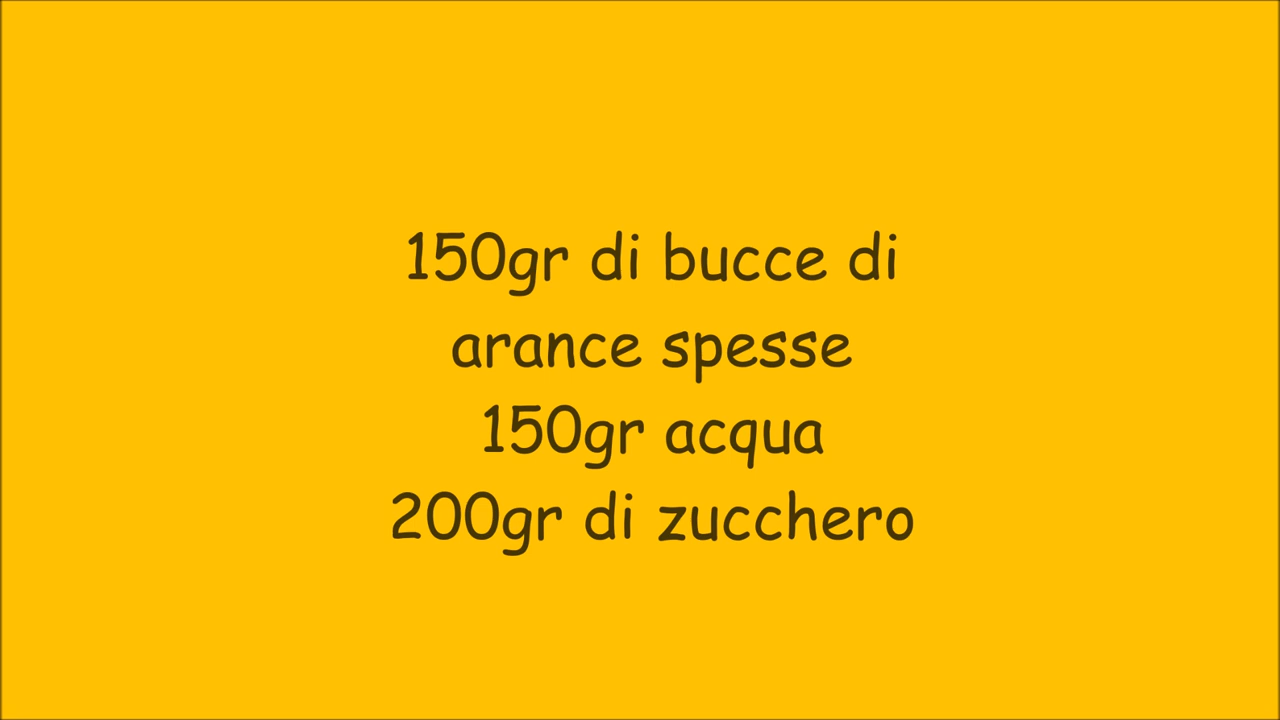 150gr di bucce di
arance spesse
150gr acqua
200gr di zucchero